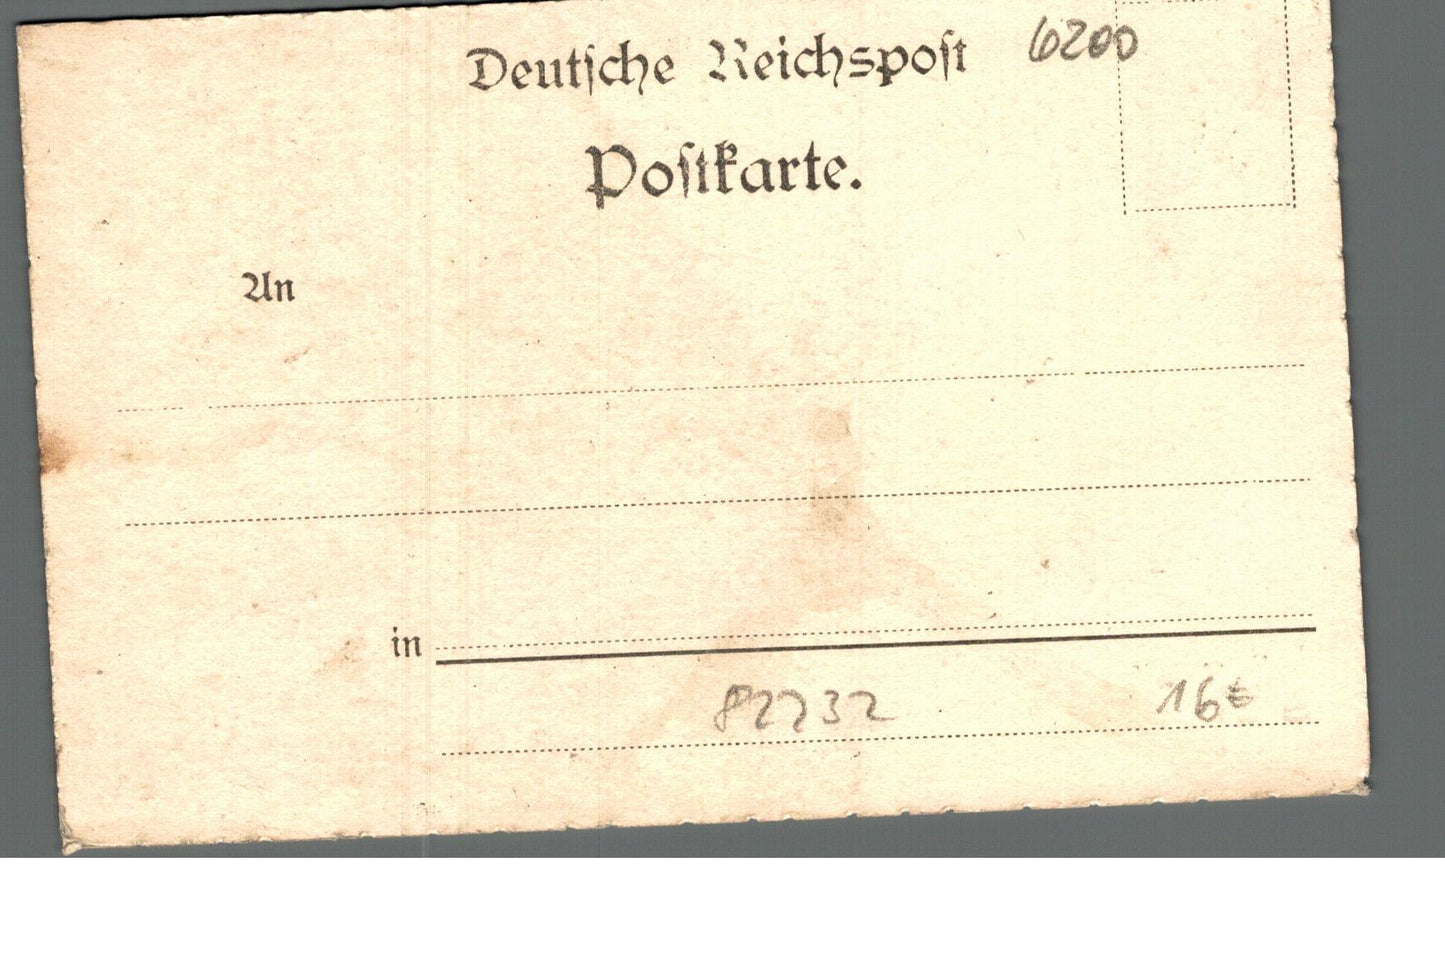 Deutſche Reichspoſt
6200
Poſtkarte.
An
in
82732
16€